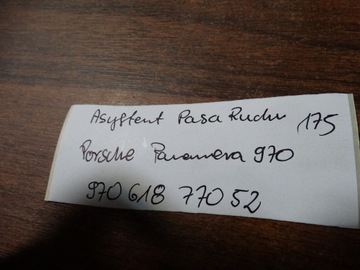 Asystent Pasa Ruchu 175
Porsche Panamera 970
970 618 770 52